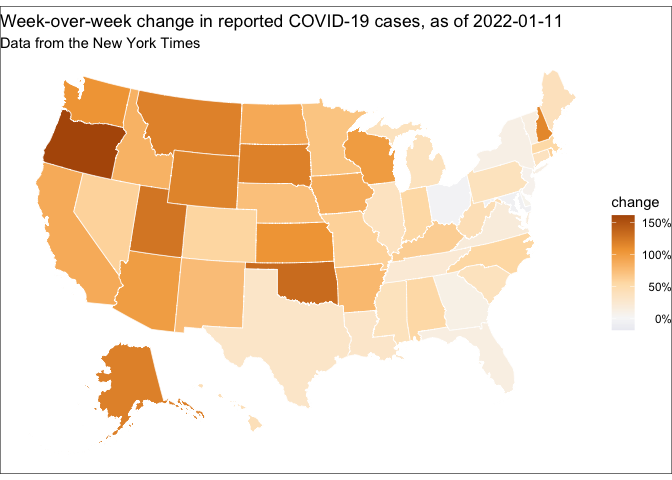 Week-over-week change in reported COVID-19 cases, as of 2022-01-11
Data from the New York Times
change
150%
100%
50%
0%